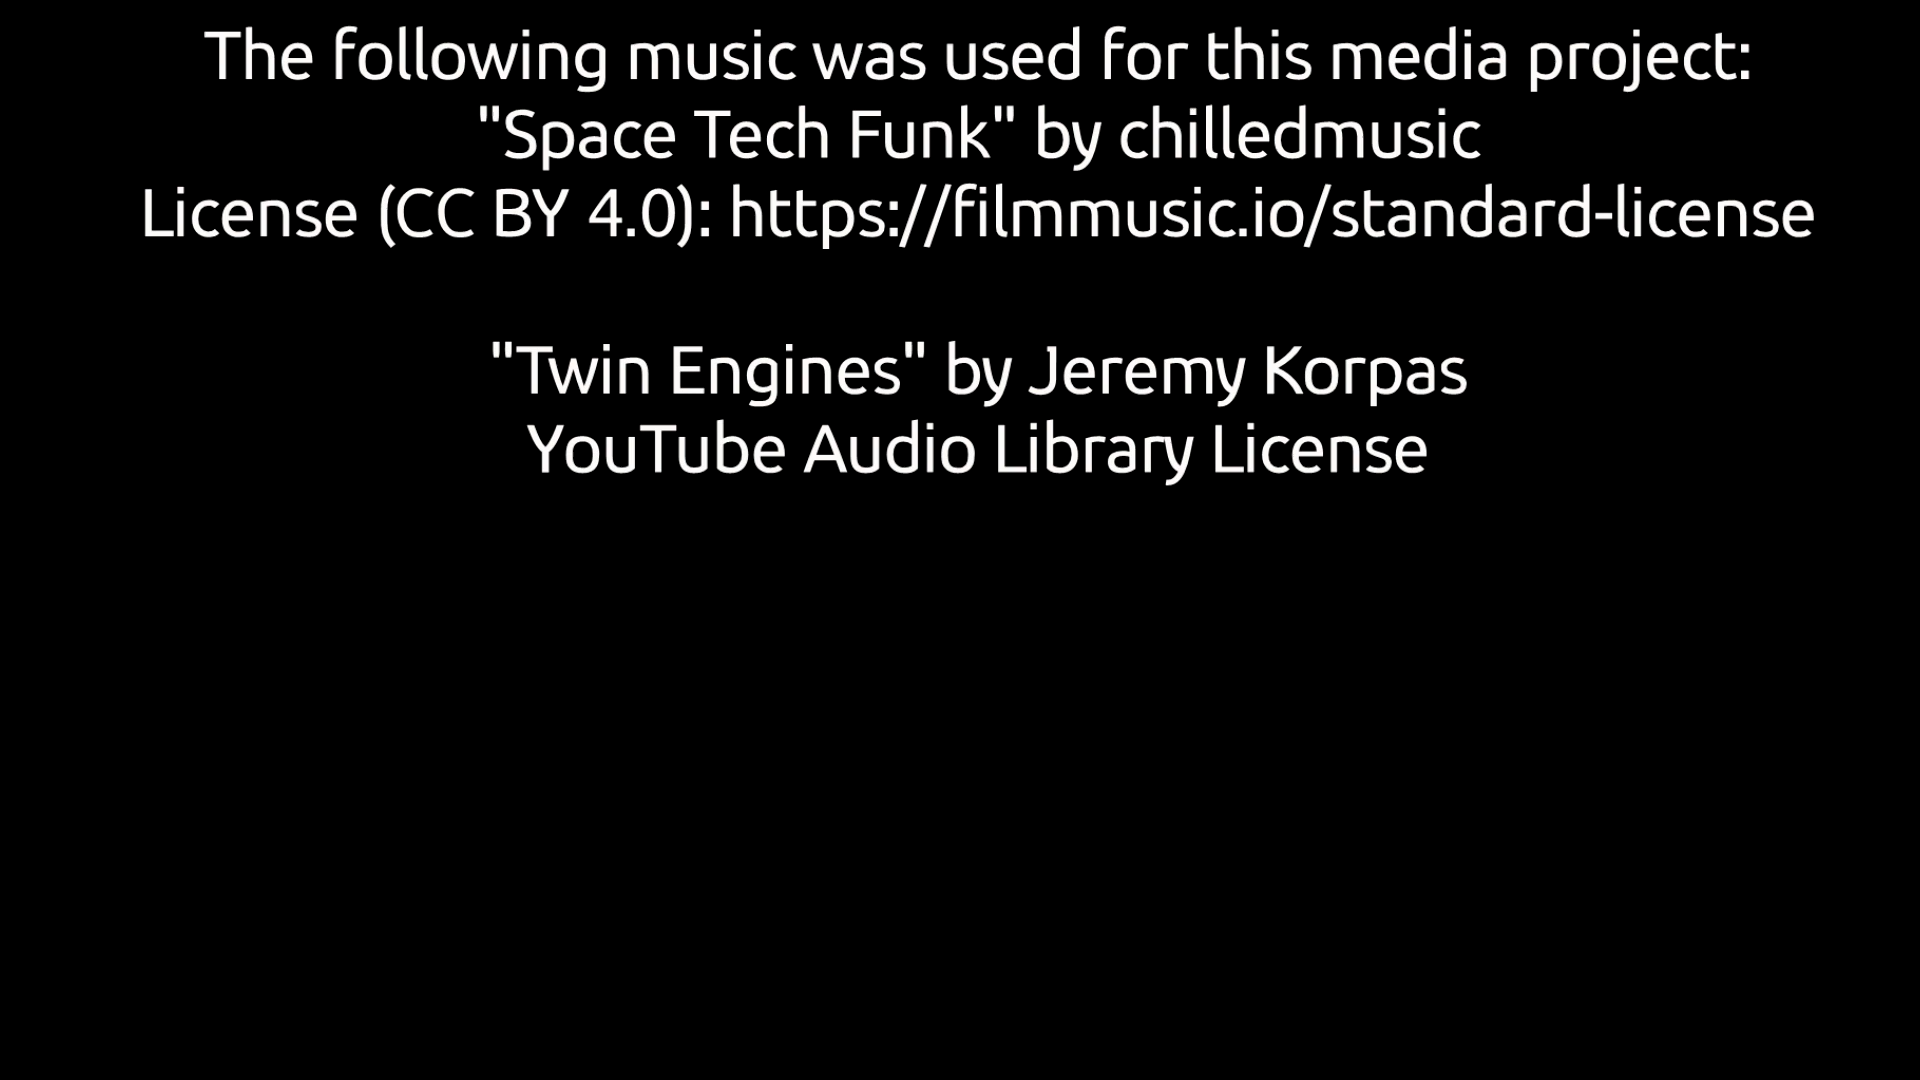 The following music was used for this media project:
"Space Tech Funk" by chilledmusic
License (CC BY 4.0): https://filmmusic.io/standard-license
"Twin Engines" by Jeremy Korpas
YouTube Audio Library License